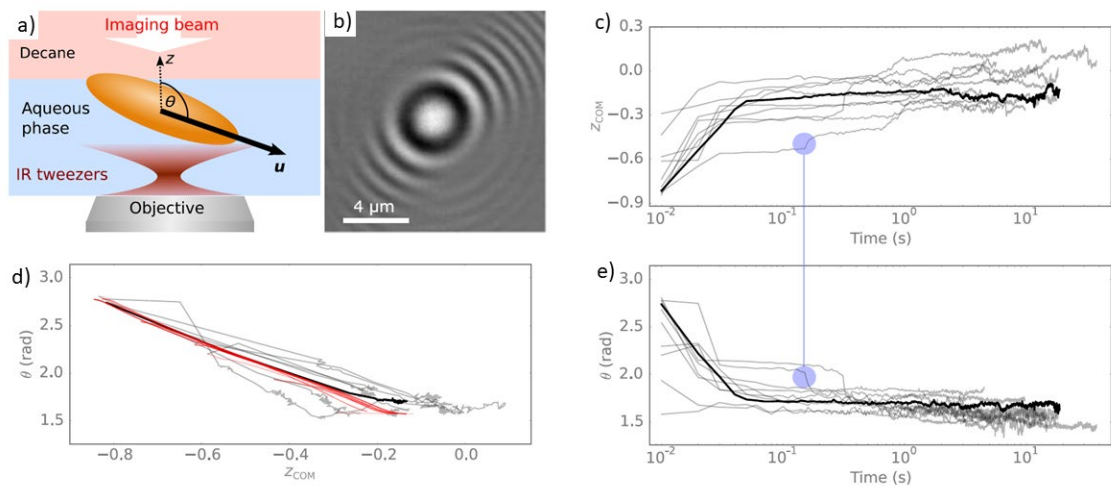 a)
Imaging beam
Decane
z
θ
Aqueous
phase
u
IR tweezers
Objective
b)
4 µm
c)
0.3
0.0
−0.3
−0.6
−0.9
z_COM
10⁻² 10⁻¹ 10⁰ 10¹
Time (s)
d)
3.0
2.5
2.0
1.5
θ (rad)
−0.8 −0.6 −0.4 −0.2 0.0
z_COM
e)
3.0
2.5
2.0
1.5
θ (rad)
10⁻² 10⁻¹ 10⁰ 10¹
Time (s)